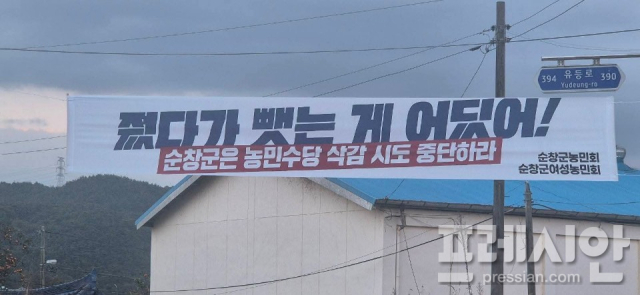 394 유등로 390
Yudeung-ro
줬다가 뺏는 게 어딨어!
순창군은 농민수당 삭감 시도 중단하라
순창군농민회
순창군여성농민회
프레시안
pressian.com